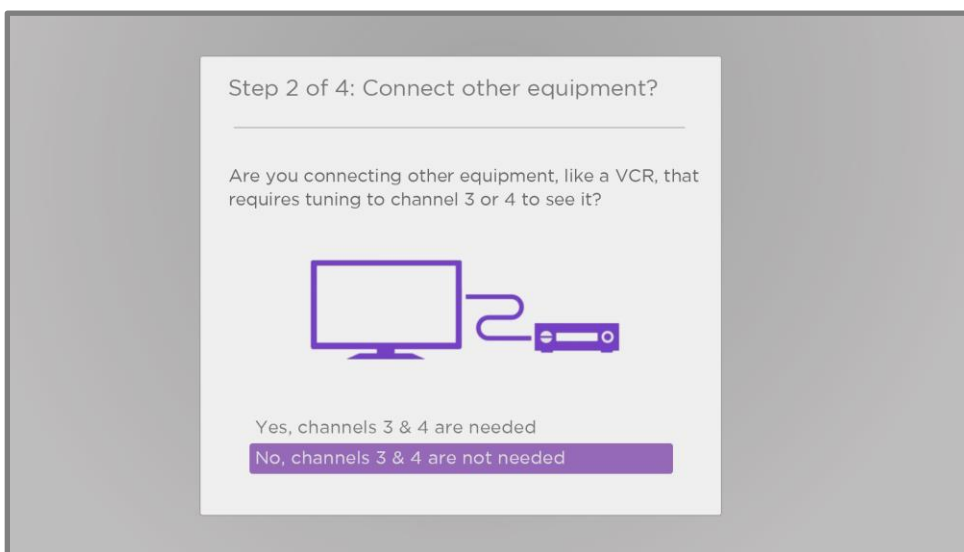 Step 2 of 4: Connect other equipment?
Are you connecting other equipment, like a VCR, that
requires tuning to channel 3 or 4 to see it?
Yes, channels 3 & 4 are needed
No, channels 3 & 4 are not needed